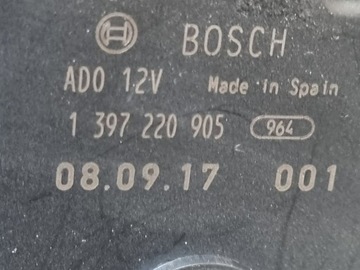 BOSCH
ADO 12V Made in Spain
1 397 220 905 964
08.09.17 001